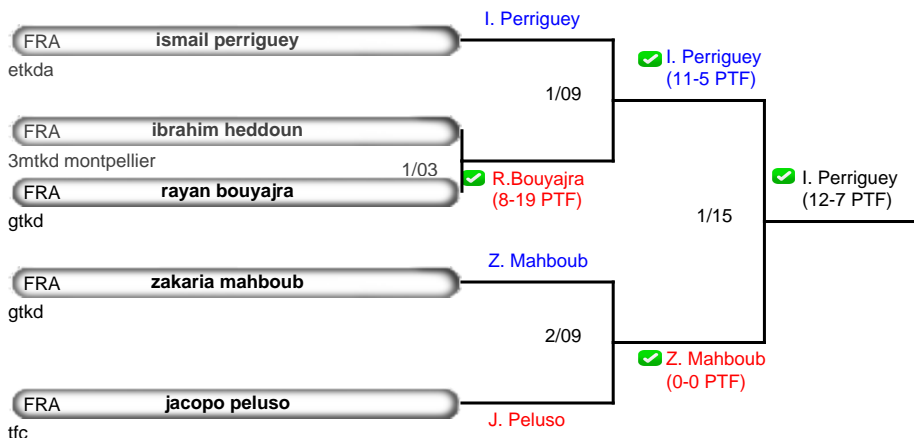 I. Perriguey
FRA ismail perriguey
etkda
I. Perriguey
(11-5 PTF)
1/09
FRA ibrahim heddoun
3mtkd montpellier
1/03
R.Bouyajra
(8-19 PTF)
FRA rayan bouyajra
gtkd
I. Perriguey
(12-7 PTF)
1/15
Z. Mahboub
FRA zakaria mahboub
gtkd
2/09
Z. Mahboub
(0-0 PTF)
FRA jacopo peluso
tfc
J. Peluso